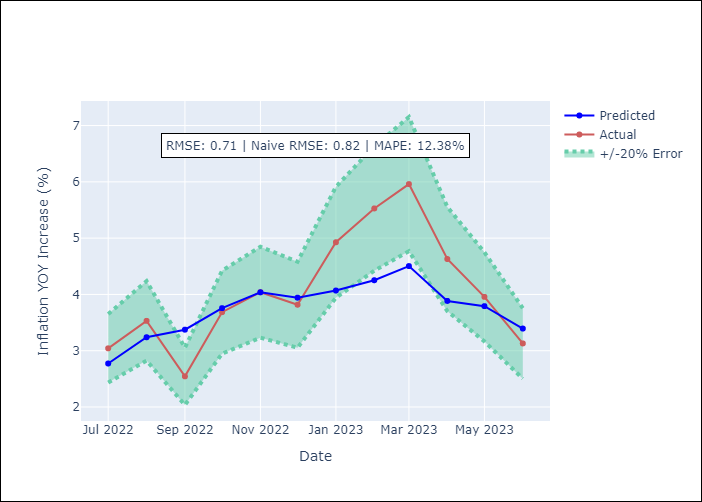 RMSE: 0.71 | Naive RMSE: 0.82 | MAPE: 12.38%
Predicted
Actual
+/-20% Error
Inflation YOY Increase (%)
7
6
5
4
3
2
Jul 2022 Sep 2022 Nov 2022 Jan 2023 Mar 2023 May 2023
Date